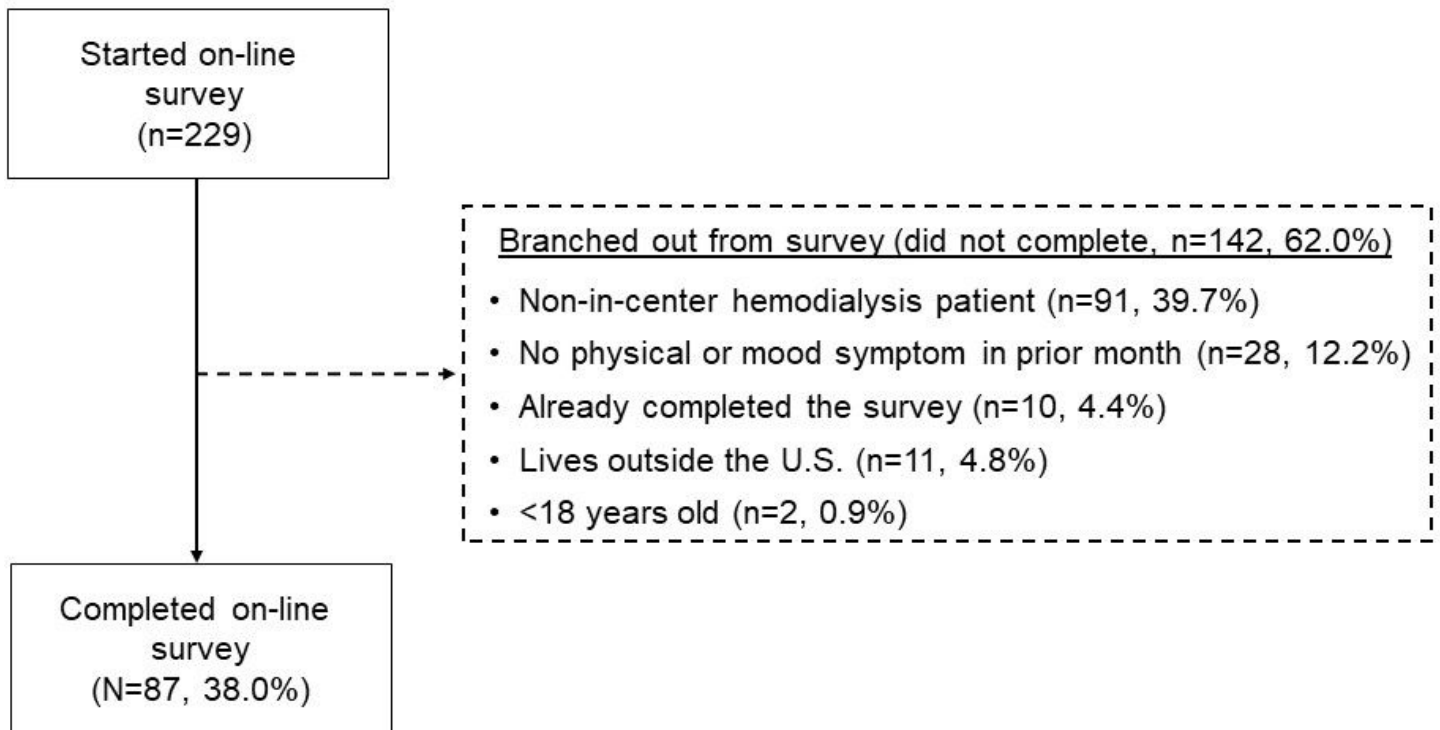 Started on-line
survey
(n=229)
Branched out from survey (did not complete, n=142, 62.0%)
• Non-in-center hemodialysis patient (n=91, 39.7%)
• No physical or mood symptom in prior month (n=28, 12.2%)
• Already completed the survey (n=10, 4.4%)
• Lives outside the U.S. (n=11, 4.8%)
• <18 years old (n=2, 0.9%)
Completed on-line
survey
(N=87, 38.0%)